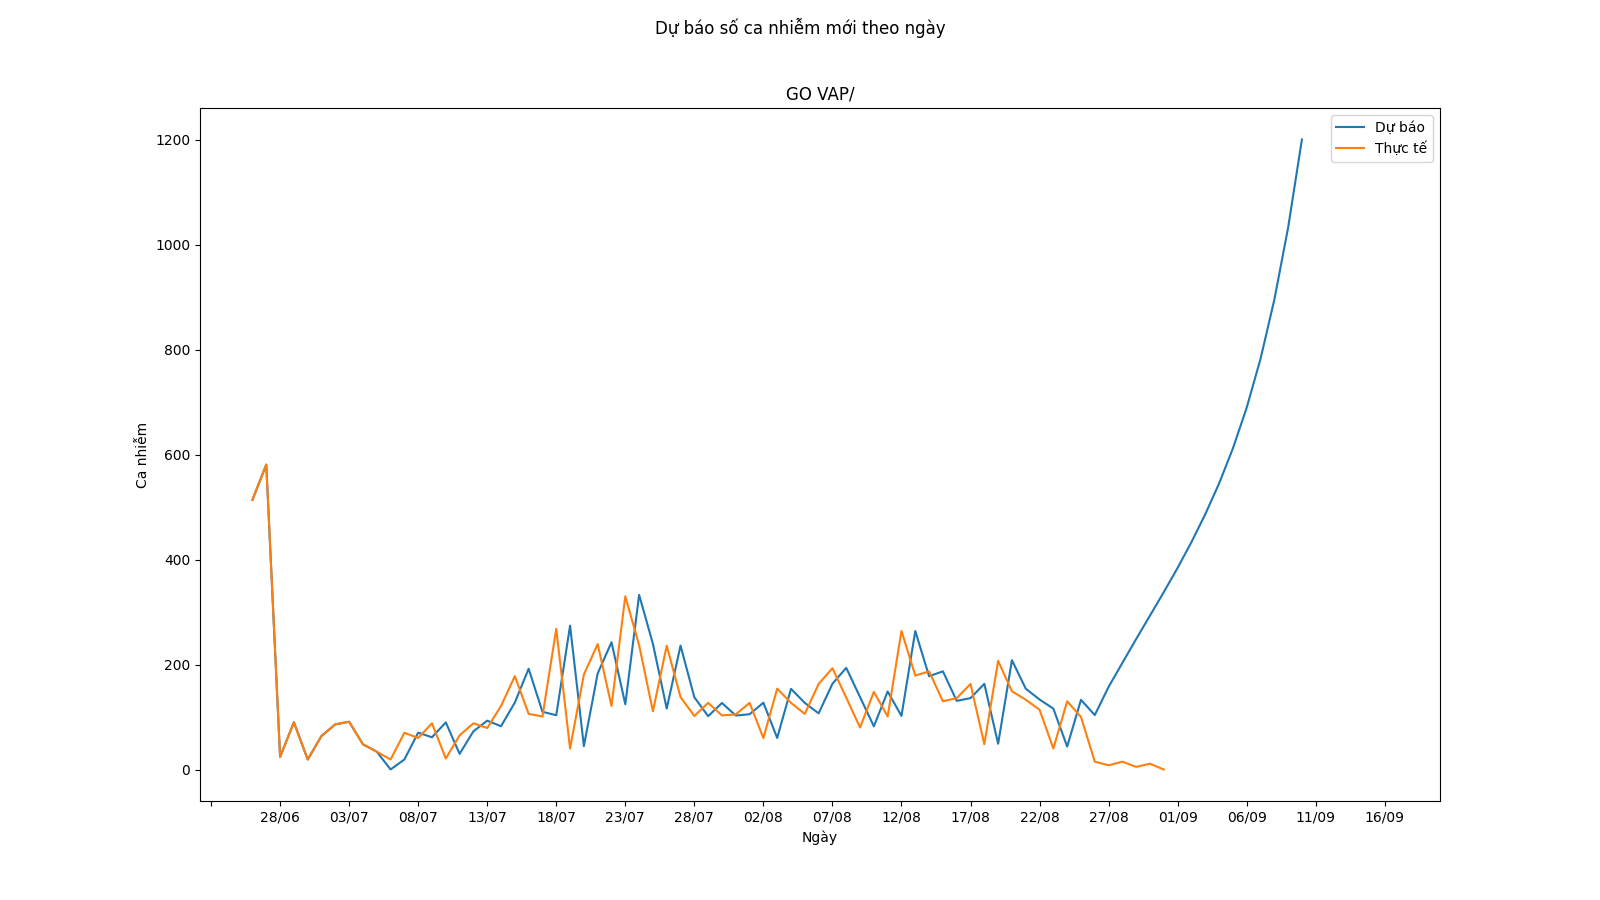 Dự báo số ca nhiễm mới theo ngày
GO VAP/
Dự báo
Thực tế
1200
1000
800
600
400
200
0
Ca nhiễm
28/06 03/07 08/07 13/07 18/07 23/07 28/07 02/08 07/08 12/08 17/08 22/08 27/08 01/09 06/09 11/09 16/09
Ngày